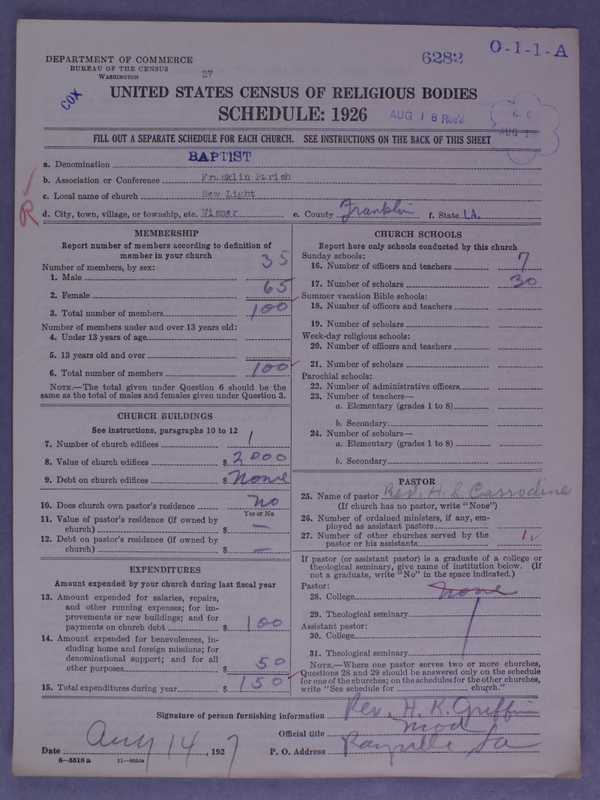 DEPARTMENT OF COMMERCE
BUREAU OF THE CENSUS
WASHINGTON
27
6282
O-1-1-A
COX
UNITED STATES CENSUS OF RELIGIOUS BODIES
SCHEDULE: 1926
AUG 18 Rec'd
AUG 18
FILL OUT A SEPARATE SCHEDULE FOR EACH CHURCH. SEE INSTRUCTIONS ON THE BACK OF THIS SHEET
a. Denomination BAPTIST
b. Association or Conference Franklin Parish
c. Local name of church New Light
R
d. City, town, village, or township, etc. Wisner e. County Franklin f. State LA.
MEMBERSHIP
Report number of members according to definition of
member in your church
Number of members, by sex:
1. Male 35
2. Female 65
3. Total number of members 100
Number of members under and over 13 years old:
4. Under 13 years of age
5. 13 years old and over
6. Total number of members 100
NOTE.—The total given under Question 6 should be the
same as the total of males and females given under Question 3.
CHURCH BUILDINGS
See instructions, paragraphs 10 to 12
7. Number of church edifices 1
8. Value of church edifices $ 2000
9. Debt on church edifices $ None
10. Does church own pastor's residence no
Yes or No
11. Value of pastor's residence (if owned by
church) $ —
12. Debt on pastor's residence (if owned by
church) $ —
EXPENDITURES
Amount expended by your church during last fiscal year
13. Amount expended for salaries, repairs,
and other running expenses; for im-
provements or new buildings; and for
payments on church debt $ 100
14. Amount expended for benevolences, in-
cluding home and foreign missions; for
denominational support; and for all
other purposes 50
15. Total expenditures during year $ 150
CHURCH SCHOOLS
Report here only schools conducted by this church
Sunday schools:
16. Number of officers and teachers 7
17. Number of scholars 30
Summer vacation Bible schools:
18. Number of officers and teachers
19. Number of scholars
Week-day religious schools:
20. Number of officers and teachers
21. Number of scholars
Parochial schools:
22. Number of administrative officers
23. Number of teachers—
a. Elementary (grades 1 to 8)
b. Secondary
24. Number of scholars—
a. Elementary (grades 1 to 8)
b. Secondary
PASTOR
25. Name of pastor Rev. H. S. Carrodine
(If church has no pastor, write "None")
26. Number of ordained ministers, if any, em-
ployed as assistant pastors
27. Number of other churches served by the
pastor or his assistants 1
If pastor (or assistant pastor) is a graduate of a college or
theological seminary, give name of institution below. (If
not a graduate, write "No" in the space indicated.)
Pastor:
28. College none
29. Theological seminary
Assistant pastor:
30. College
31. Theological seminary
NOTE.—Where one pastor serves two or more churches,
Questions 28 and 29 should be answered only on the schedule
for one of the churches; on the schedules for the other churches,
write "See schedule for church."
Signature of person furnishing information Rev. H. K. Griffin
Official title Mod
Date Aug 14, 1927 P. O. Address Rayville La
8—5518 a 11—9034a